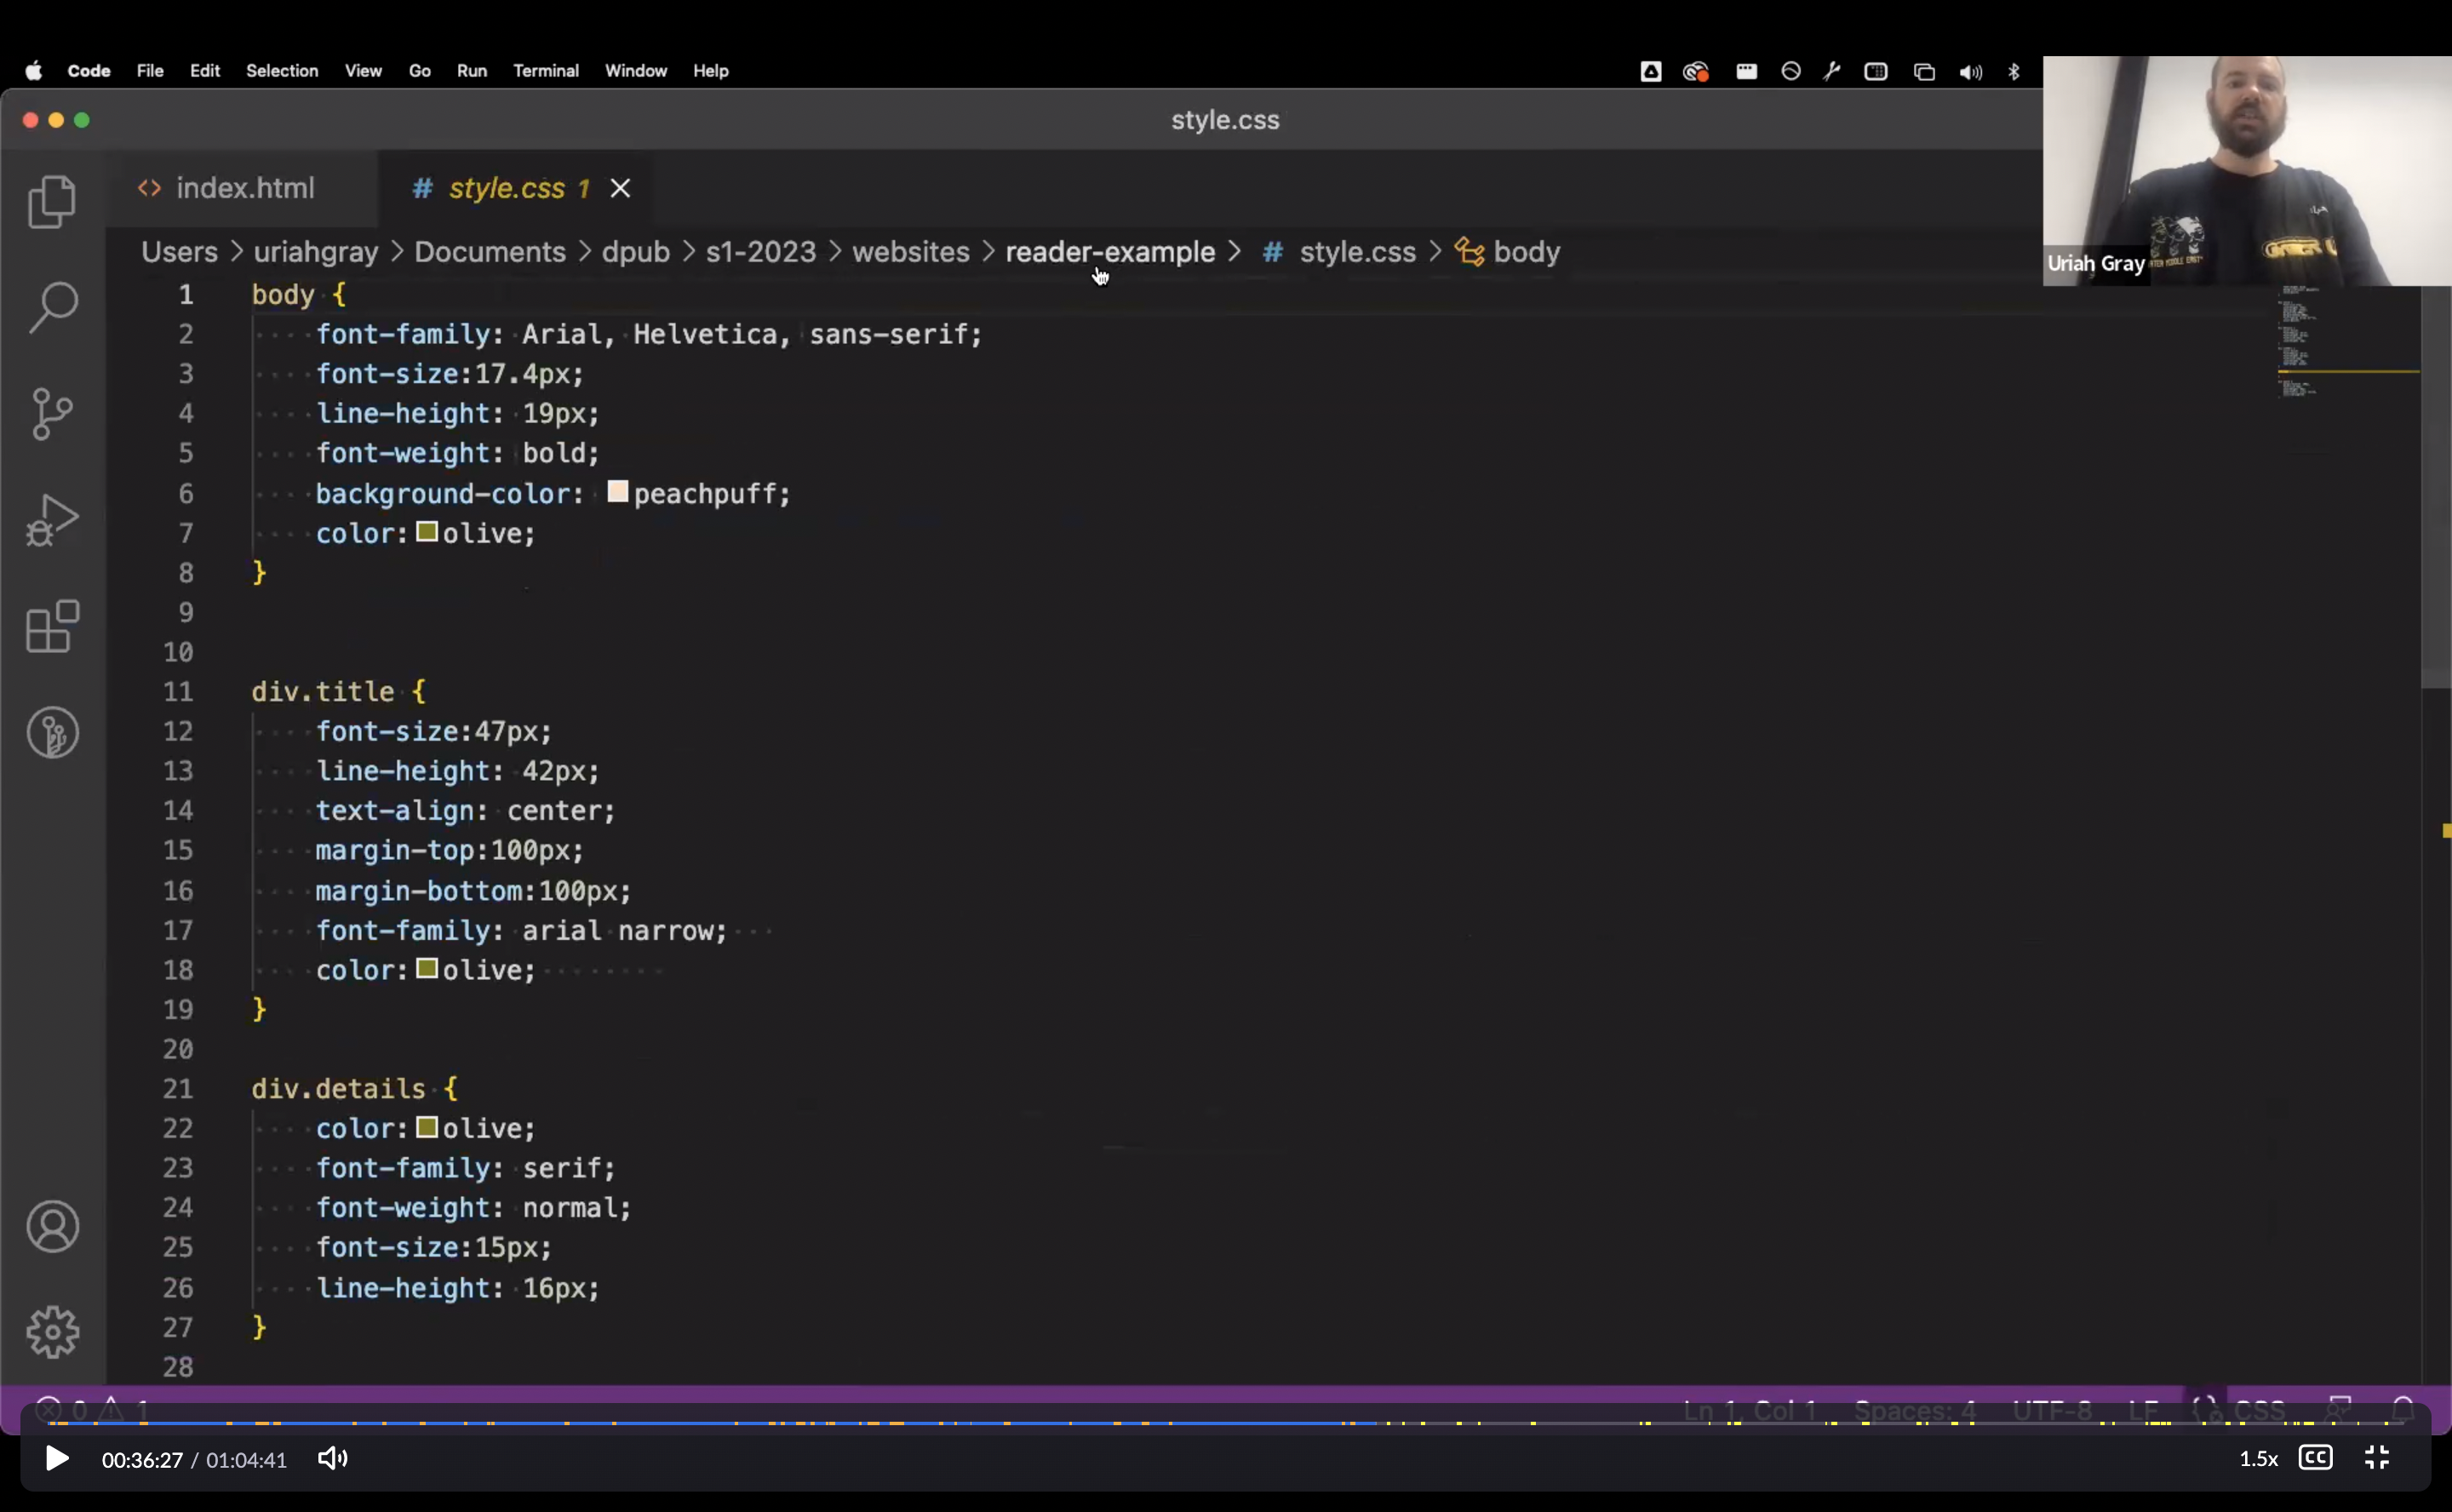 Code File Edit Selection View Go Run Terminal Window Help
style.css
index.html
# style.css 1
Users > uriahgray > Documents > dpub > s1-2023 > websites > reader-example > # style.css > body
Uriah Gray
1 body {
2 font-family: Arial, Helvetica, sans-serif;
3 font-size:17.4px;
4 line-height: 19px;
5 font-weight: bold;
6 background-color: peachpuff;
7 color: olive;
8 }
9
10
11 div.title {
12 font-size:47px;
13 line-height: 42px;
14 text-align: center;
15 margin-top:100px;
16 margin-bottom:100px;
17 font-family: arial narrow;
18 color: olive;
19 }
20
21 div.details {
22 color: olive;
23 font-family: serif;
24 font-weight: normal;
25 font-size:15px;
26 line-height: 16px;
27 }
28
0 1 Ln 1, Col 1 Spaces: 4 UTF-8 LF CSS
00:36:27 / 01:04:41 1.5x CC